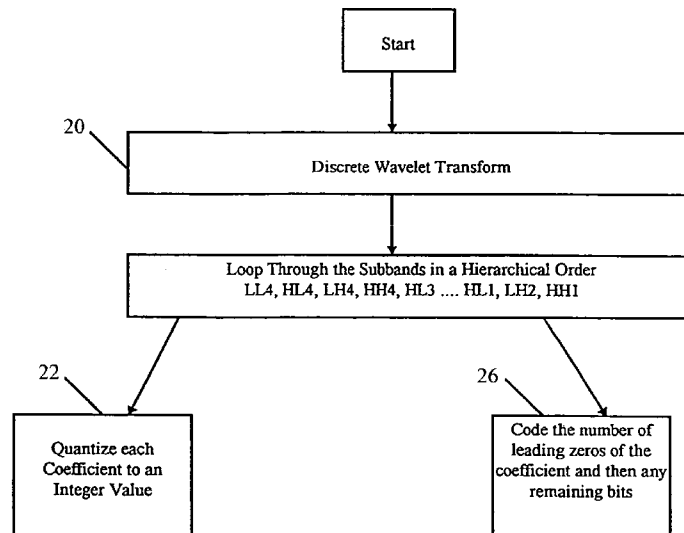 Start
20
Discrete Wavelet Transform
Loop Through the Subbands in a Hierarchical Order
LL4, HL4, LH4, HH4, HL3 .... HL1, LH2, HH1
22
26
Quantize each
Coefficient to an
Integer Value
Code the number of
leading zeros of the
coefficient and then any
remaining bits